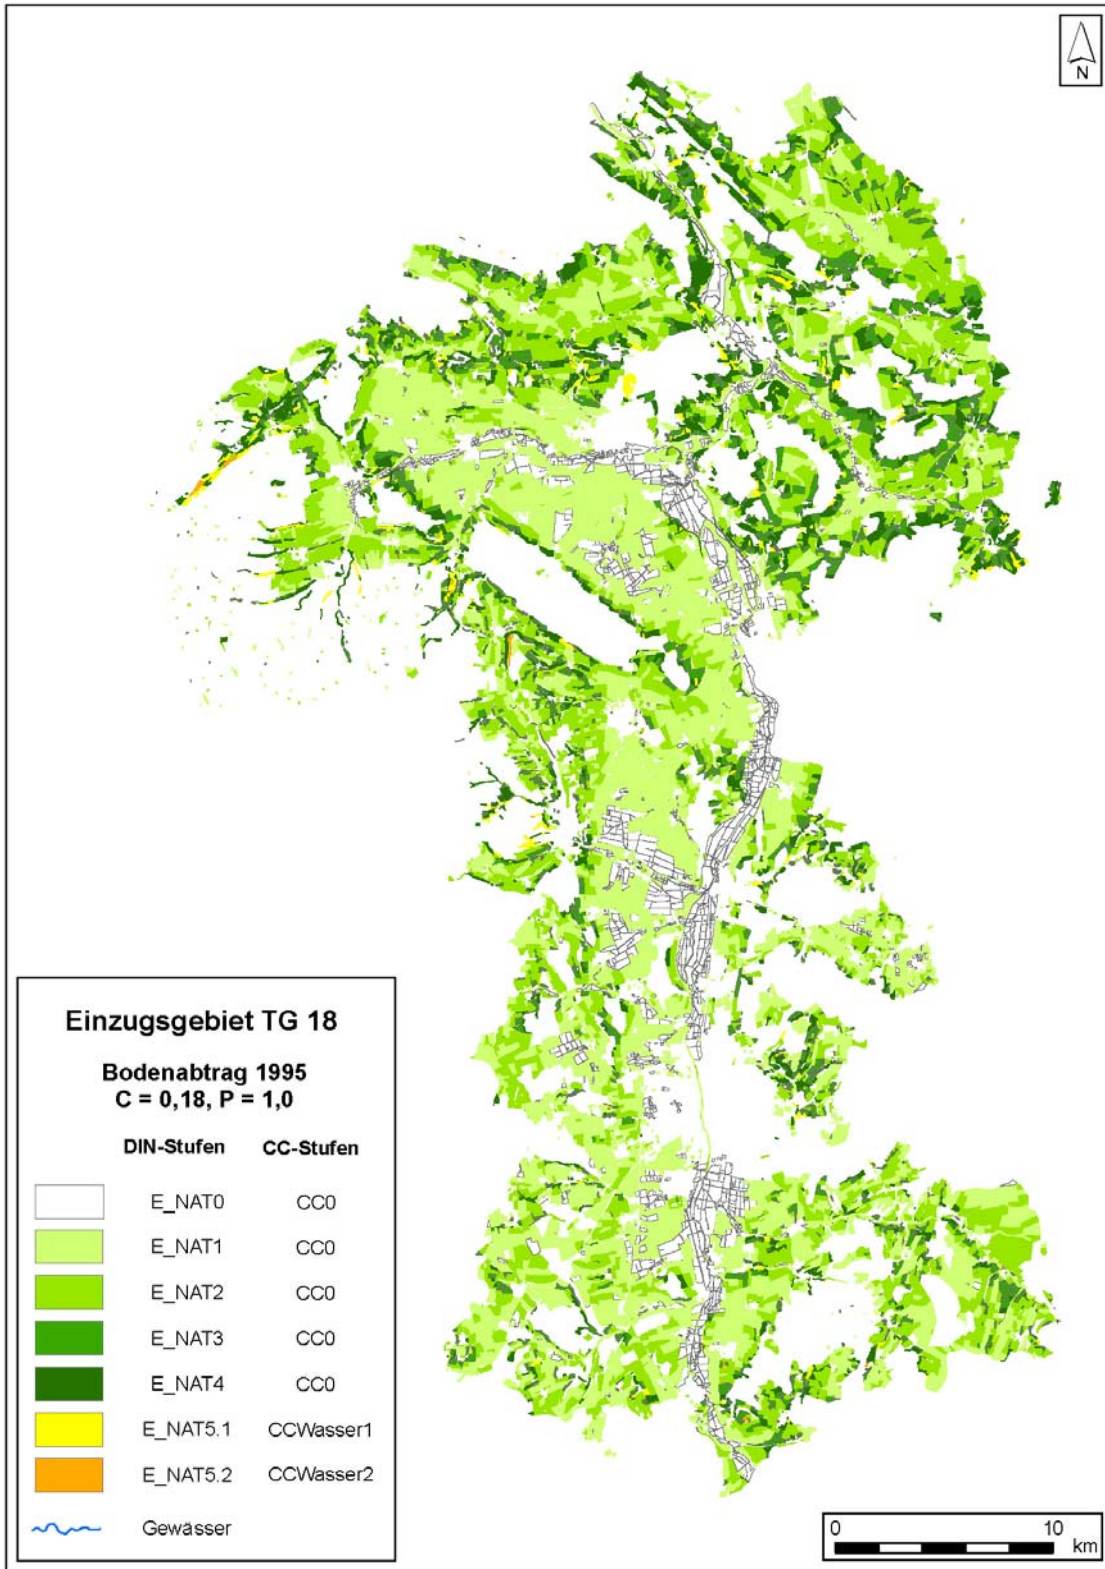 N
Einzugsgebiet TG 18
Bodenabtrag 1995
C = 0,18, P = 1,0
DIN-Stufen CC-Stufen
E_NAT0 CC0
E_NAT1 CC0
E_NAT2 CC0
E_NAT3 CC0
E_NAT4 CC0
E_NAT5.1 CCWasser1
E_NAT5.2 CCWasser2
Gewässer
0 10
km